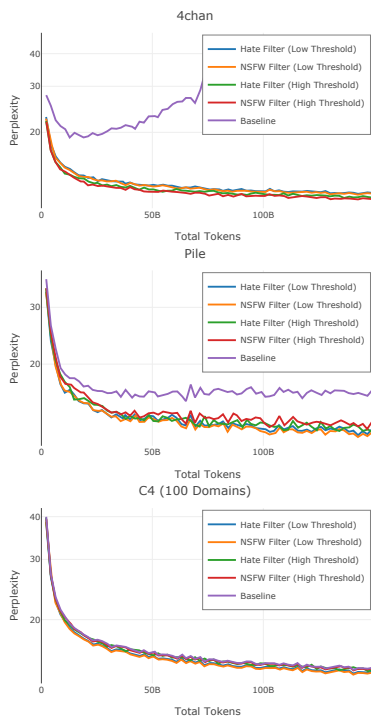 4chan
Hate Filter (Low Threshold)
NSFW Filter (Low Threshold)
Hate Filter (High Threshold)
NSFW Filter (High Threshold)
Baseline
40
30
20
Perplexity
0
50B
100B
Total Tokens
Pile
Hate Filter (Low Threshold)
NSFW Filter (Low Threshold)
Hate Filter (High Threshold)
NSFW Filter (High Threshold)
Baseline
30
20
Perplexity
0
50B
100B
Total Tokens
C4 (100 Domains)
Hate Filter (Low Threshold)
NSFW Filter (Low Threshold)
Hate Filter (High Threshold)
NSFW Filter (High Threshold)
Baseline
40
20
Perplexity
0
50B
100B
Total Tokens